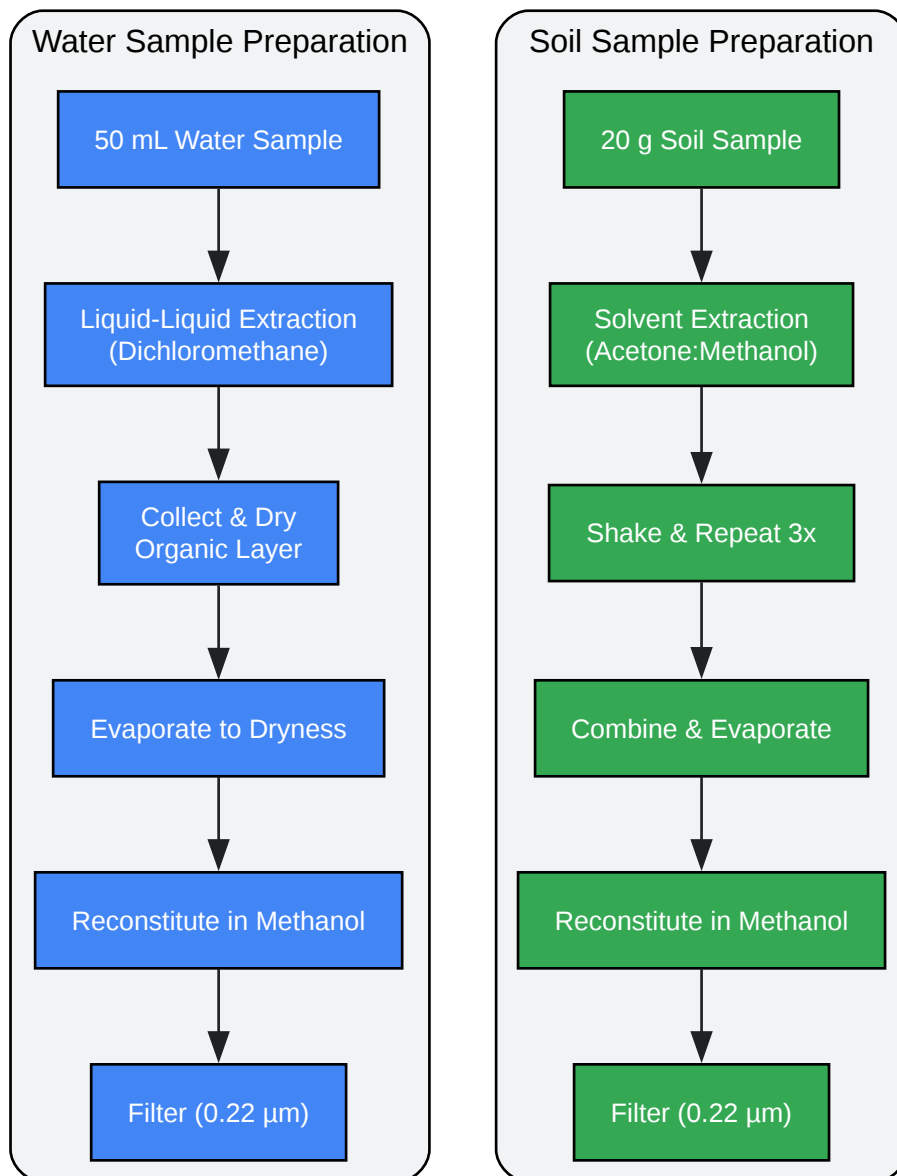 Water Sample Preparation
50 mL Water Sample
Liquid-Liquid Extraction
(Dichloromethane)
Collect & Dry
Organic Layer
Evaporate to Dryness
Reconstitute in Methanol
Filter (0.22 µm)
Soil Sample Preparation
20 g Soil Sample
Solvent Extraction
(Acetone:Methanol)
Shake & Repeat 3x
Combine & Evaporate
Reconstitute in Methanol
Filter (0.22 µm)